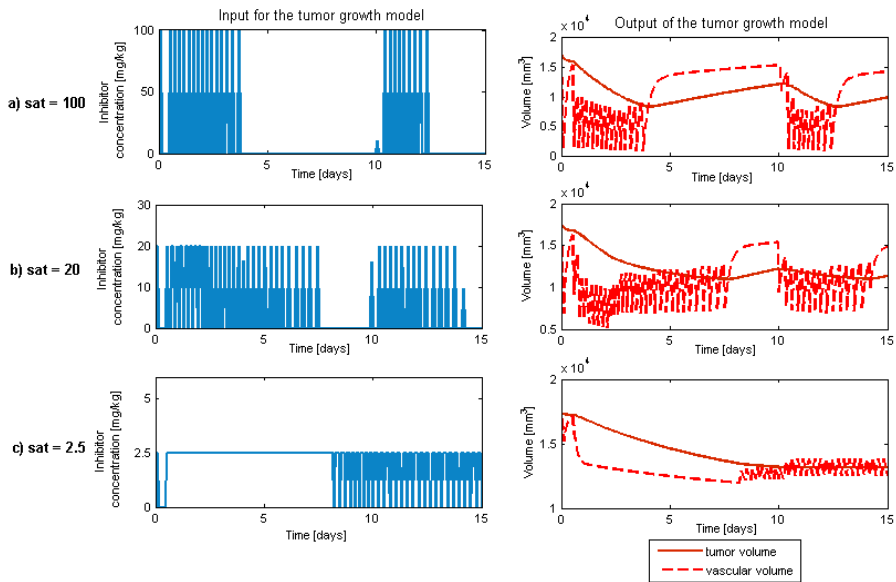 Input for the tumor growth model
Output of the tumor growth model
a) sat = 100
Inhibitor
concentration [mg/kg]
100
50
0
0
5
10
15
Time [days]
Volume [mm³]
× 10⁴
2
1.5
1
0.5
0
0
5
10
15
Time [days]
b) sat = 20
Inhibitor
concentration [mg/kg]
30
20
10
0
0
5
10
15
Time [days]
Volume [mm³]
× 10⁴
2
1.5
1
0.5
0
5
10
15
Time [days]
c) sat = 2.5
Inhibitor
concentration [mg/kg]
5
2.5
0
0
5
10
15
Time [days]
Volume [mm³]
× 10⁴
2
1.5
1
0
5
10
15
Time [days]
tumor volume
vascular volume